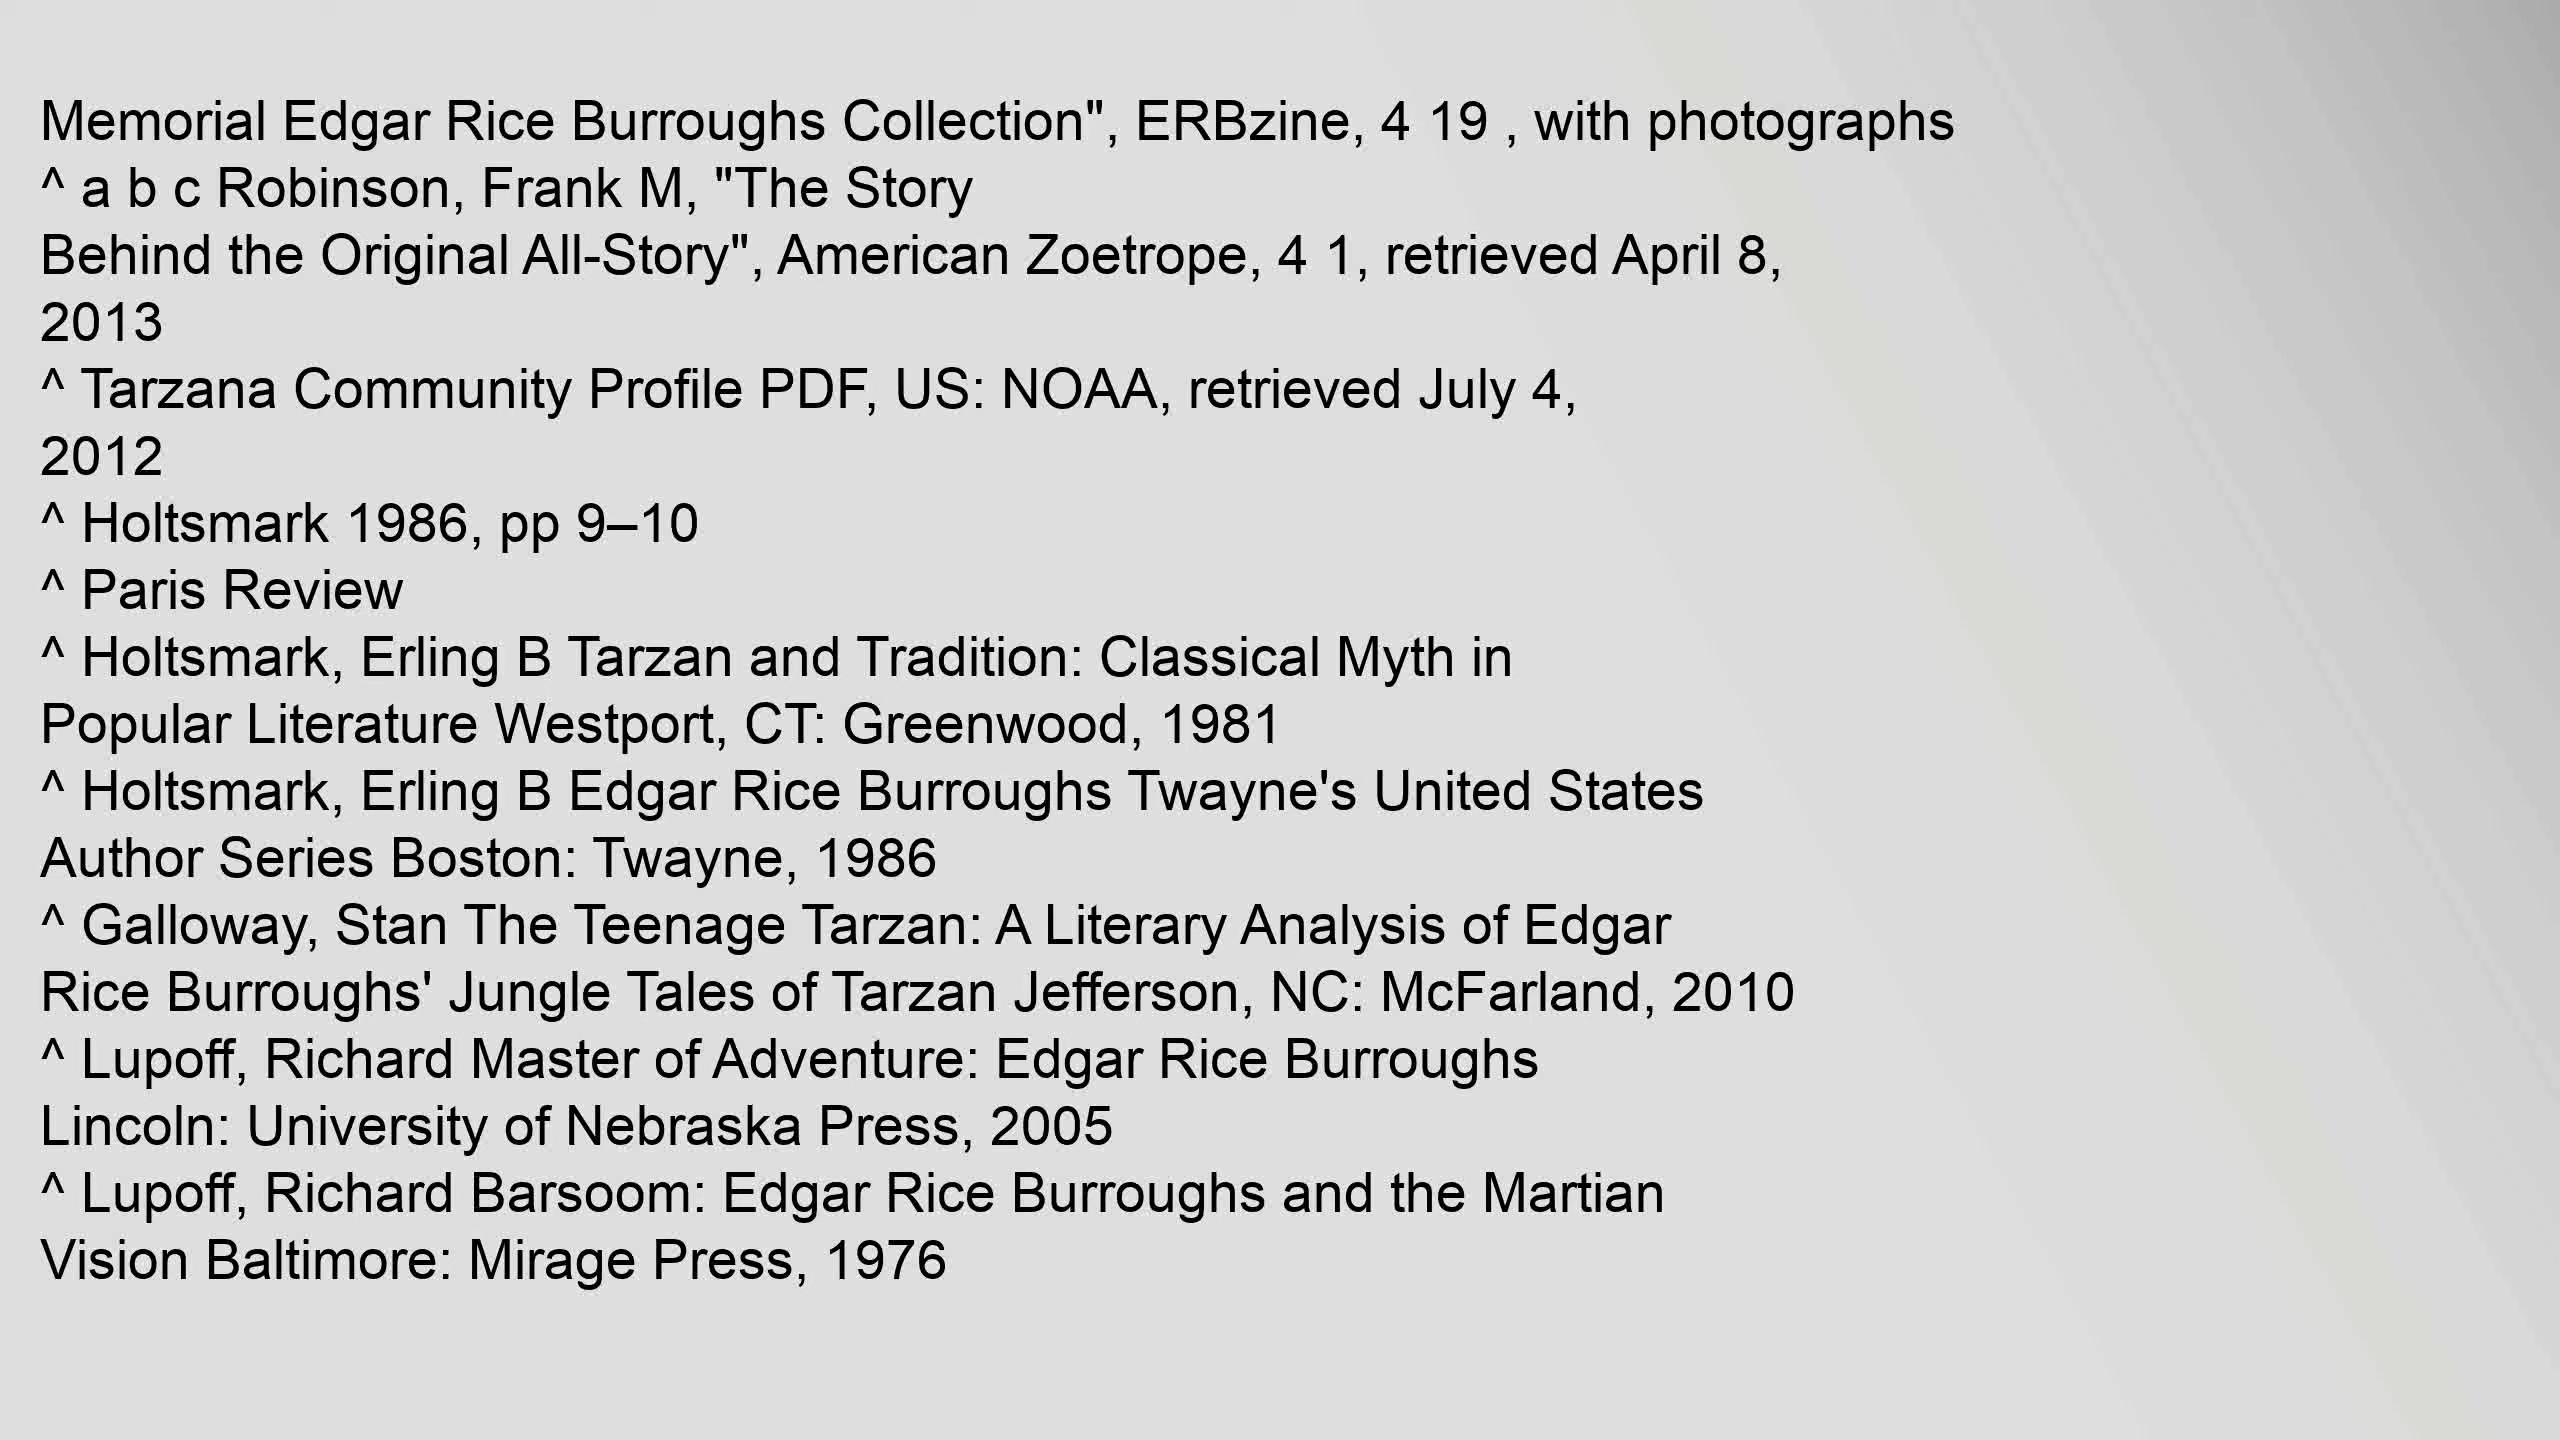 Memorial Edgar Rice Burroughs Collection", ERBzine, 4 19 , with photographs
^ a b c Robinson, Frank M, "The Story
Behind the Original All-Story", American Zoetrope, 4 1, retrieved April 8,
2013
^ Tarzana Community Profile PDF, US: NOAA, retrieved July 4,
2012
^ Holtsmark 1986, pp 9–10
^ Paris Review
^ Holtsmark, Erling B Tarzan and Tradition: Classical Myth in
Popular Literature Westport, CT: Greenwood, 1981
^ Holtsmark, Erling B Edgar Rice Burroughs Twayne's United States
Author Series Boston: Twayne, 1986
^ Galloway, Stan The Teenage Tarzan: A Literary Analysis of Edgar
Rice Burroughs' Jungle Tales of Tarzan Jefferson, NC: McFarland, 2010
^ Lupoff, Richard Master of Adventure: Edgar Rice Burroughs
Lincoln: University of Nebraska Press, 2005
^ Lupoff, Richard Barsoom: Edgar Rice Burroughs and the Martian
Vision Baltimore: Mirage Press, 1976